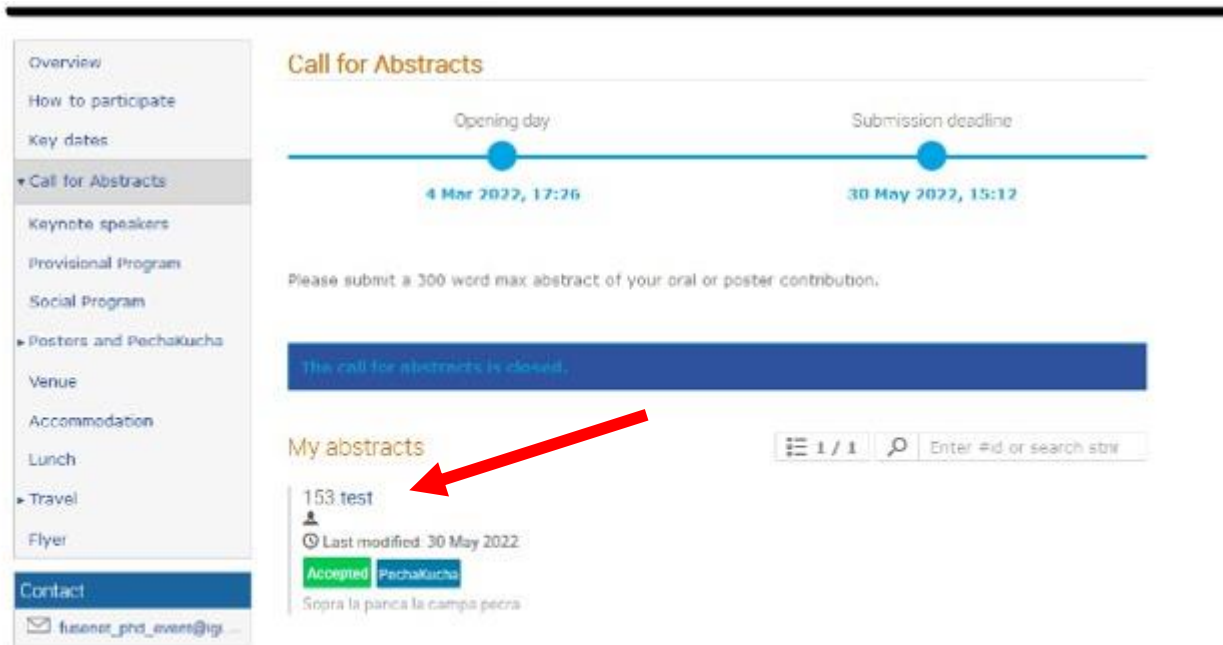 Overview
How to participate
Key dates
Call for Abstracts
Keynote speakers
Provisional Program
Social Program
Posters and PechaKucha
Venue
Accommodation
Lunch
Travel
Flyer
Contact
fusenet_phd_event@igi....
Call for Abstracts
Opening day
Submission deadline
4 Mar 2022, 17:26
30 May 2022, 15:12
Please submit a 300 word max abstract of your oral or poster contribution.
The call for abstracts is closed.
My abstracts
1 / 1
Enter #id or search strin
153 test
Last modified: 30 May 2022
Accepted PechaKucha
Sopra la panca la campa pecra